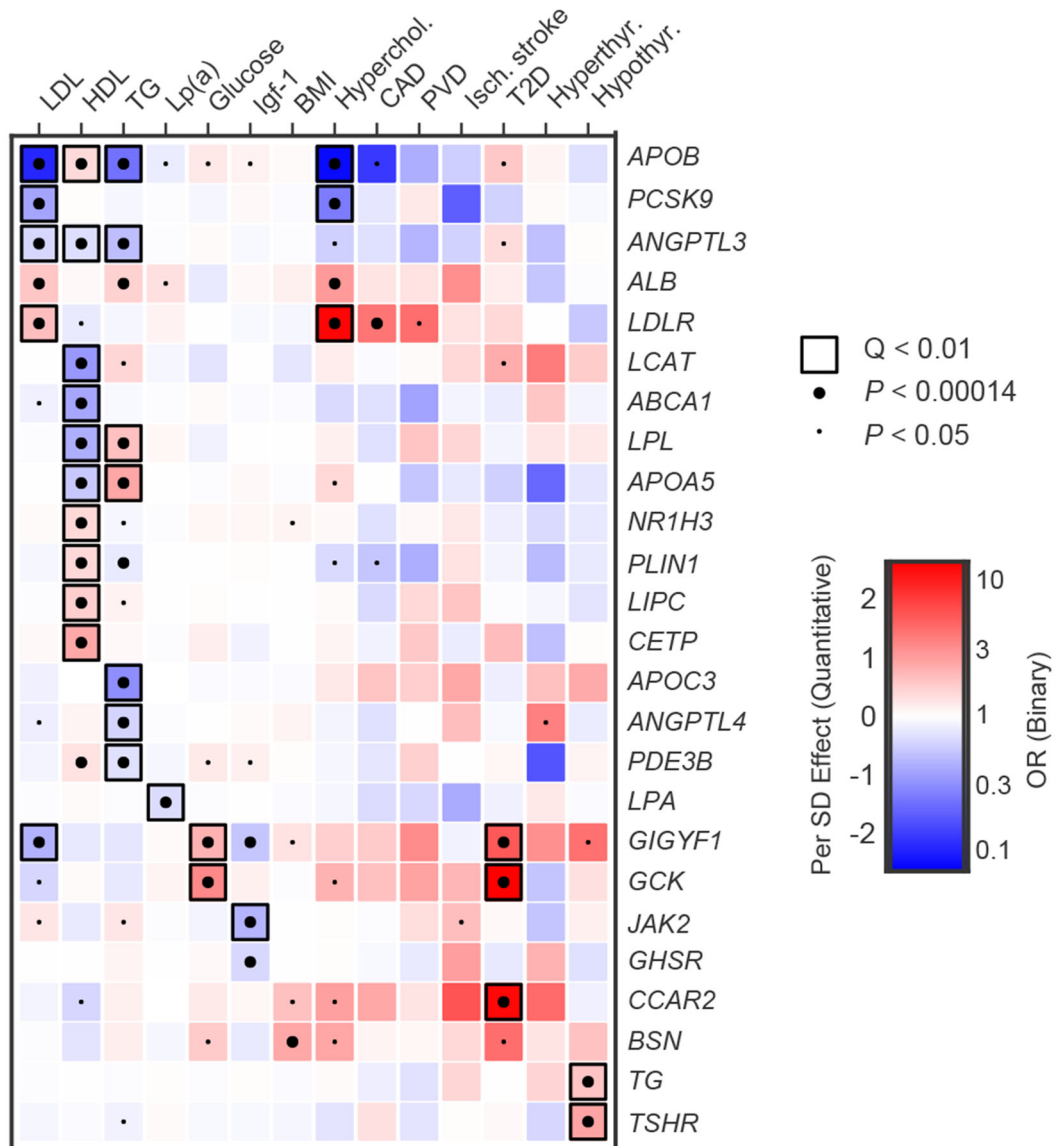 LDL
HDL
TG
Lp(a)
Glucose
Igf-1
BMI
Hyperchol.
CAD
PVD
Isch. stroke
T2D
Hyperthyr.
Hypothyr.
APOB
PCSK9
ANGPTL3
ALB
LDLR
LCAT
ABCA1
LPL
APOA5
NR1H3
PLIN1
LIPC
CETP
APOC3
ANGPTL4
PDE3B
LPA
GIGYF1
GCK
JAK2
GHSR
CCAR2
BSN
TG
TSHR
Q < 0.01
P < 0.00014
P < 0.05
Per SD Effect (Quantitative)
2
1
0
-1
-2
10
3
1
0.3
0.1
OR (Binary)